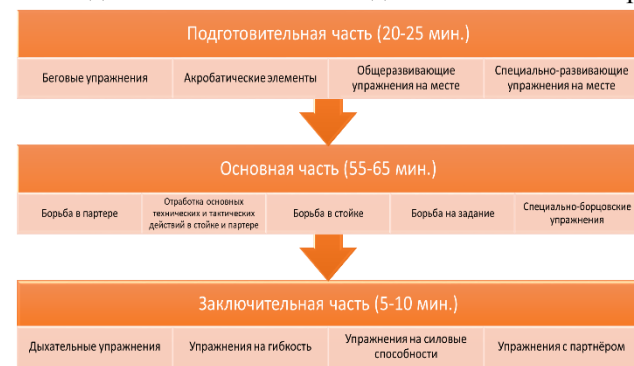 Подготовительная часть (20-25 мин.)
Беговые упражнения
Акробатические элементы
Общеразвивающие
упражнения на месте
Специально-развивающие
упражнения на месте
Основная часть (55-65 мин.)
Борьба в партере
Отработка основных
технических и тактических
действий в стойке и партере
Борьба в стойке
Борьба на задание
Специально-борцовские
упражнения
Заключительная часть (5-10 мин.)
Дыхательные упражнения
Упражнения на гибкость
Упражнения на силовые
способности
Упражнения с партнёром